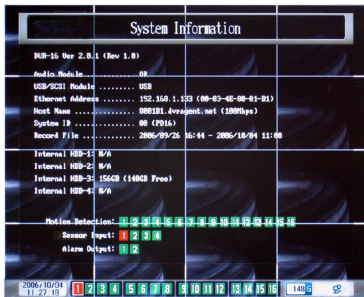 System Information
DVR-16 Ver 2.0.1 (Rev 1.0)
Audio Module ........... OK
USB/SCSI Module ........ USB
Ethernet Address ....... 192.168.1.133 (00-03-4E-00-01-B1)
Host Name .............. 0001B1.dvragent.net (100Mbps)
System ID .............. 00 (PD16)
Record File ............ 2006/09/26 16:44 - 2006/10/04 11:00
Internal HDD-1: N/A
Internal HDD-2: N/A
Internal HDD-3: 156GB (148GB Free)
Internal HDD-4: N/A
Motion Detection: 1 2 3 4 5 6 7 8 9 10 11 12 13 14 15 16
Sensor Input: 1 2 3 4
Alarm Output: 1 2
2006/10/04
11:27:18
1 2 3 4 5 6 7 8 9 10 11 12 13 14 15 16
148G